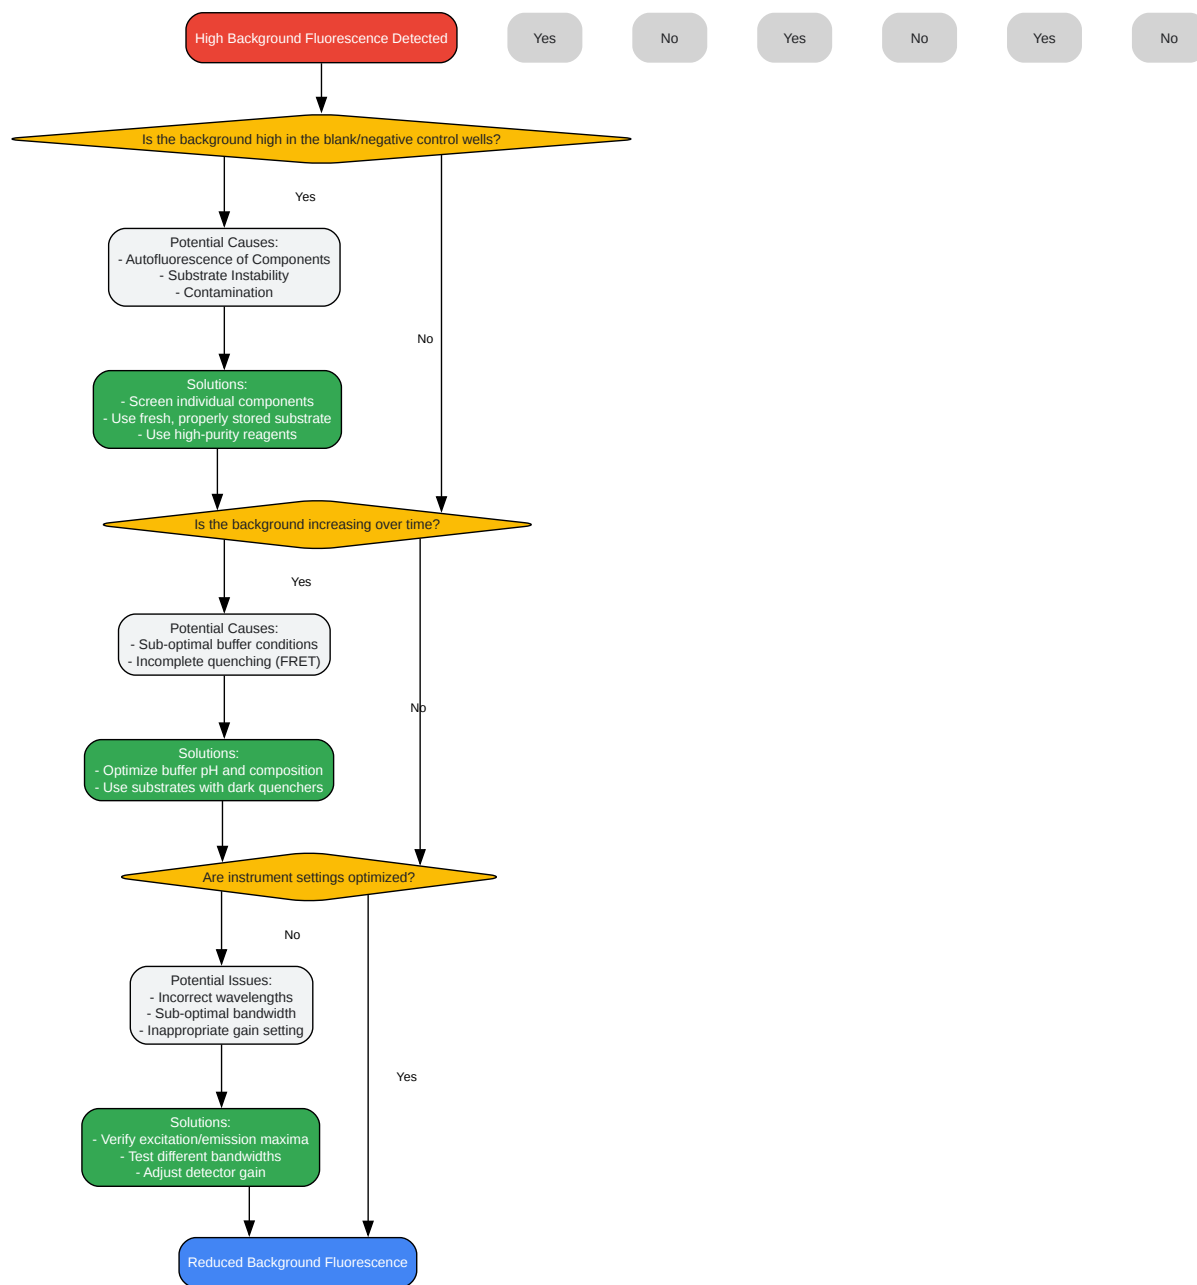 High Background Fluorescence Detected
Yes
No
Yes
No
Yes
No
Is the background high in the blank/negative control wells?
Yes
Potential Causes:
- Autofluorescence of Components
- Substrate Instability
- Contamination
No
Solutions:
- Screen individual components
- Use fresh, properly stored substrate
- Use high-purity reagents
Is the background increasing over time?
Yes
Potential Causes:
- Sub-optimal buffer conditions
- Incomplete quenching (FRET)
No
Solutions:
- Optimize buffer pH and composition
- Use substrates with dark quenchers
Are instrument settings optimized?
No
Potential Issues:
- Incorrect wavelengths
- Sub-optimal bandwidth
- Inappropriate gain setting
Yes
Solutions:
- Verify excitation/emission maxima
- Test different bandwidths
- Adjust detector gain
Reduced Background Fluorescence